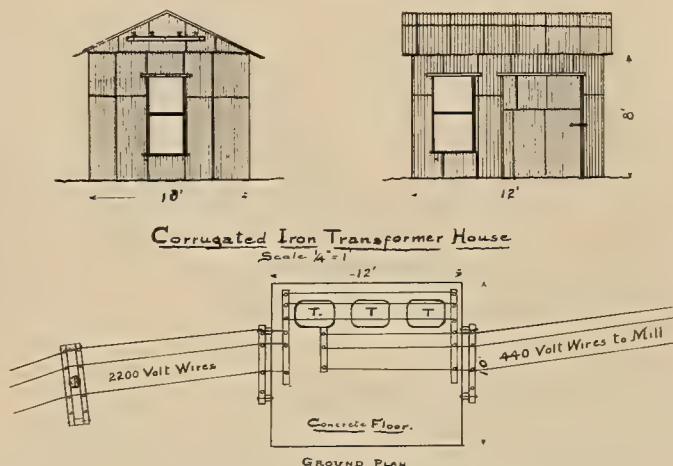 10'
12'
8'
Corrugated Iron Transformer House
Scale ¼"=1'
12'
T. T T
2200 Volt Wires
440 Volt Wires to Mill
10'
Concrete Floor.
GROUND PLAN